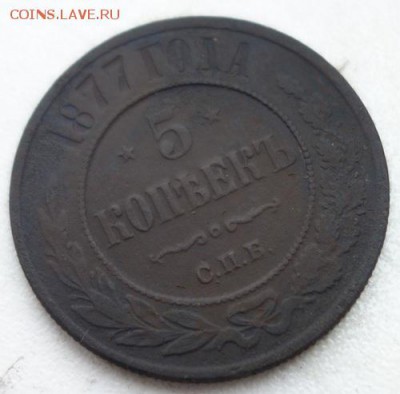 COINS.LAVE.RU
1877 ГОДА
5
КОПѢЕКЪ
С.П.Б.